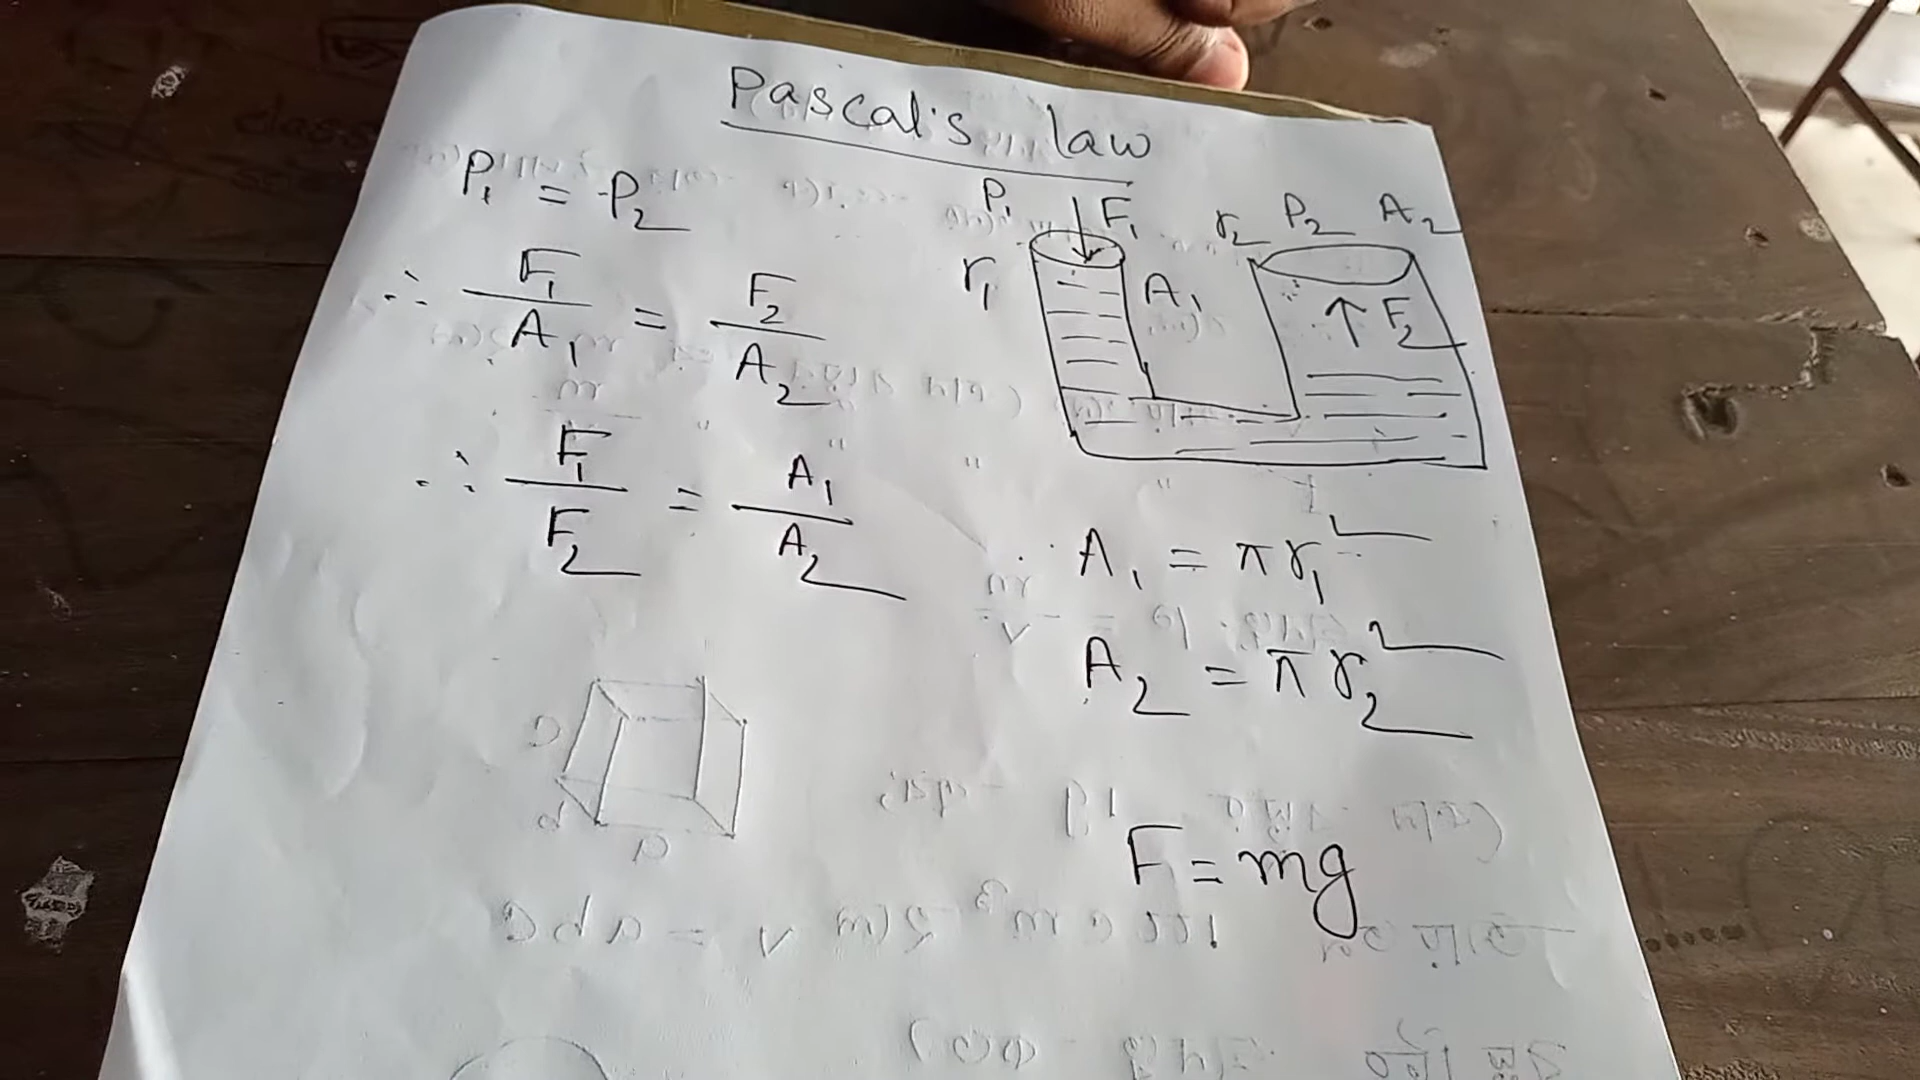 Pascal's law
P₁ = P₂
∴ F₁/A₁ = F₂/A₂
∴ F₁/F₂ = A₁/A₂
P₁ F₁
r₁ A₁
r₂ P₂ A₂
↑ F₂
A₁ = πr₁²
A₂ = πr₂²
F = mg